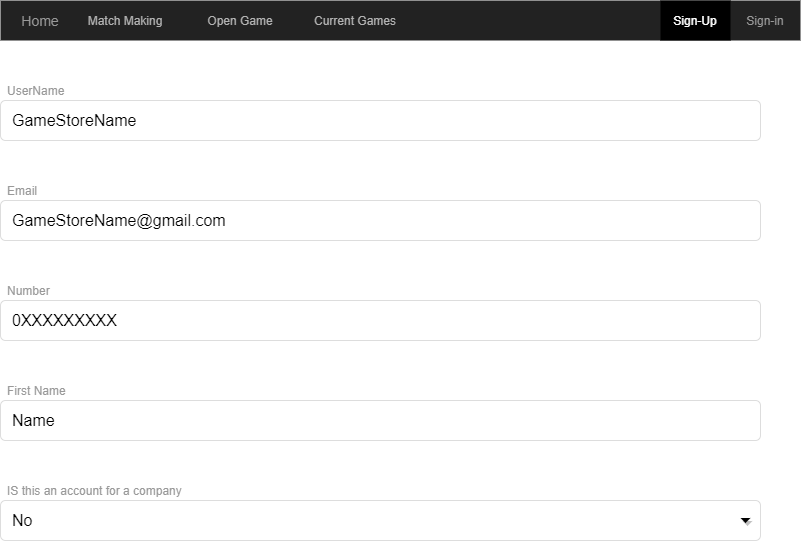 Home Match Making Open Game Current Games Sign-Up Sign-in
UserName
GameStoreName
Email
GameStoreName@gmail.com
Number
0XXXXXXXXX
First Name
Name
IS this an account for a company
No